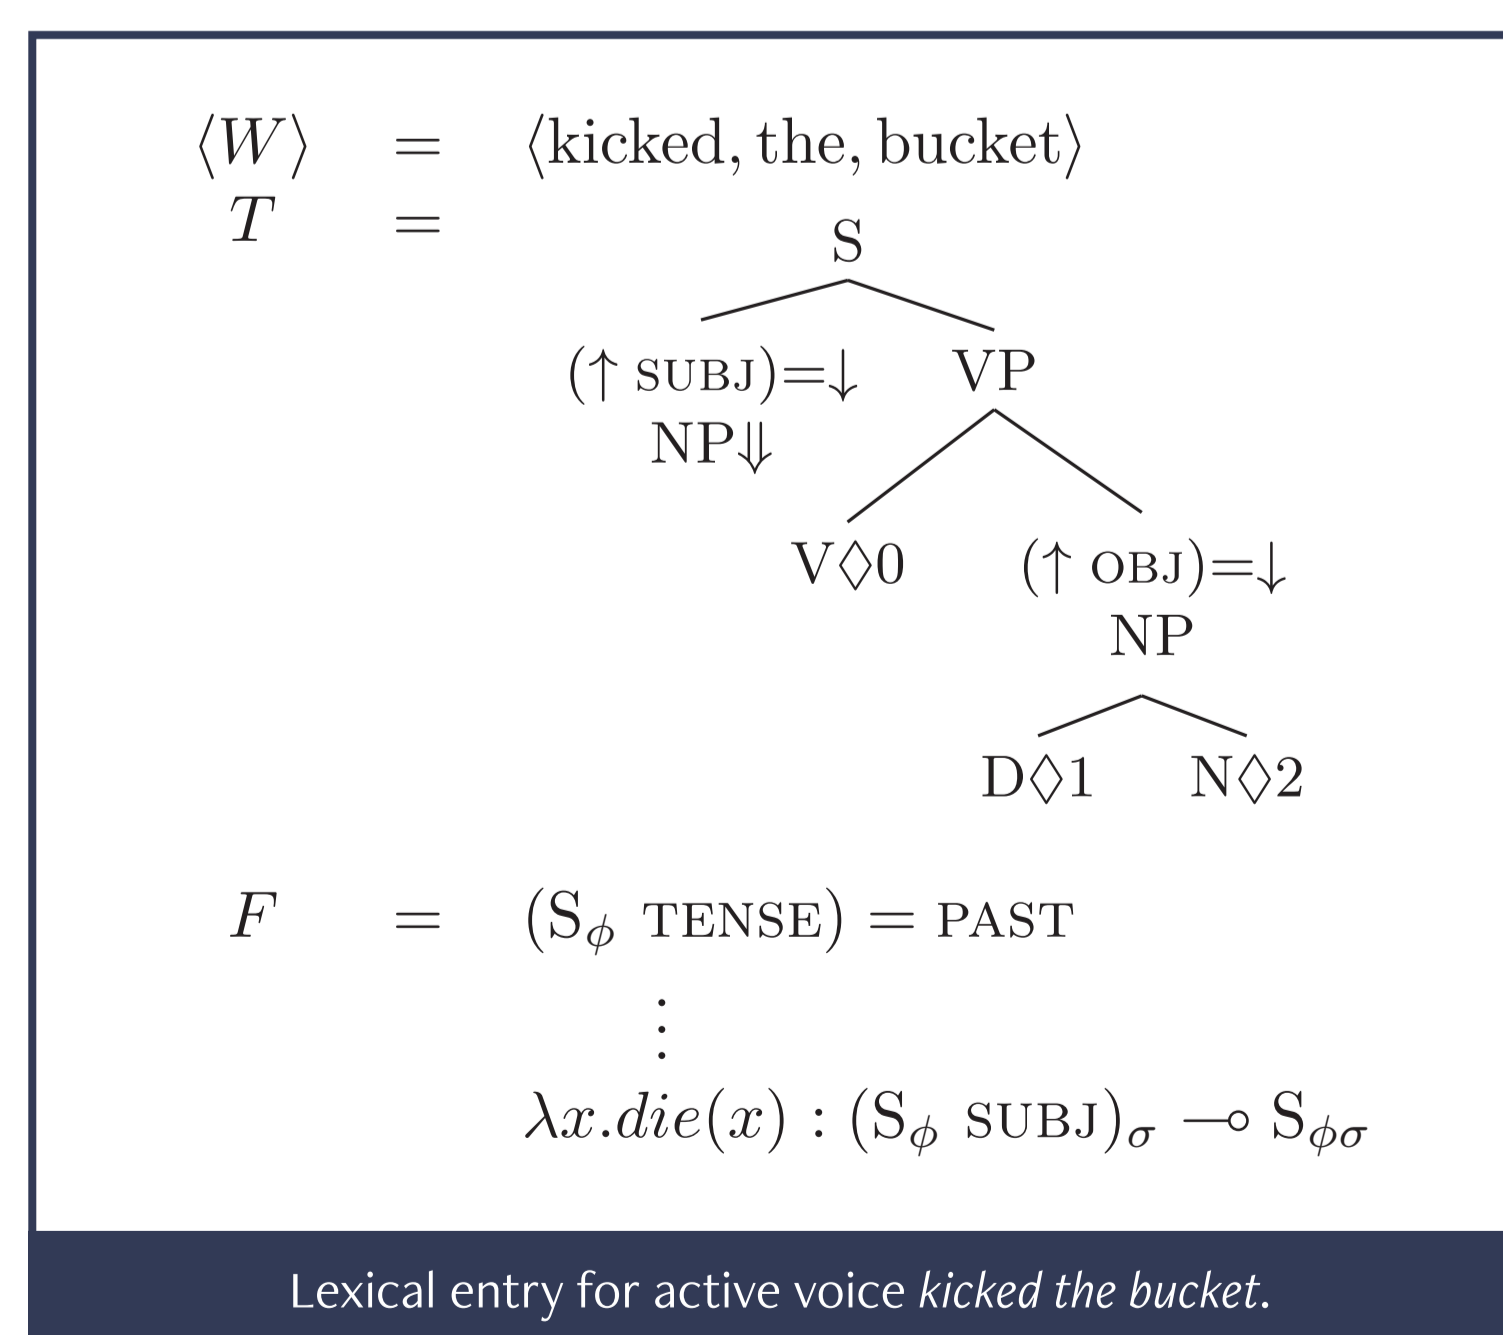 ⟨W⟩ = ⟨kicked, the, bucket⟩
T =
S
(↑ SUBJ)=↓ VP
NP⇓
V◇0 (↑ OBJ)=↓
NP
D◇1 N◇2
F = (S_ϕ TENSE) = PAST
⋮
λx.die(x) : (S_ϕ SUBJ)_σ ⊸ S_ϕσ
Lexical entry for active voice kicked the bucket.